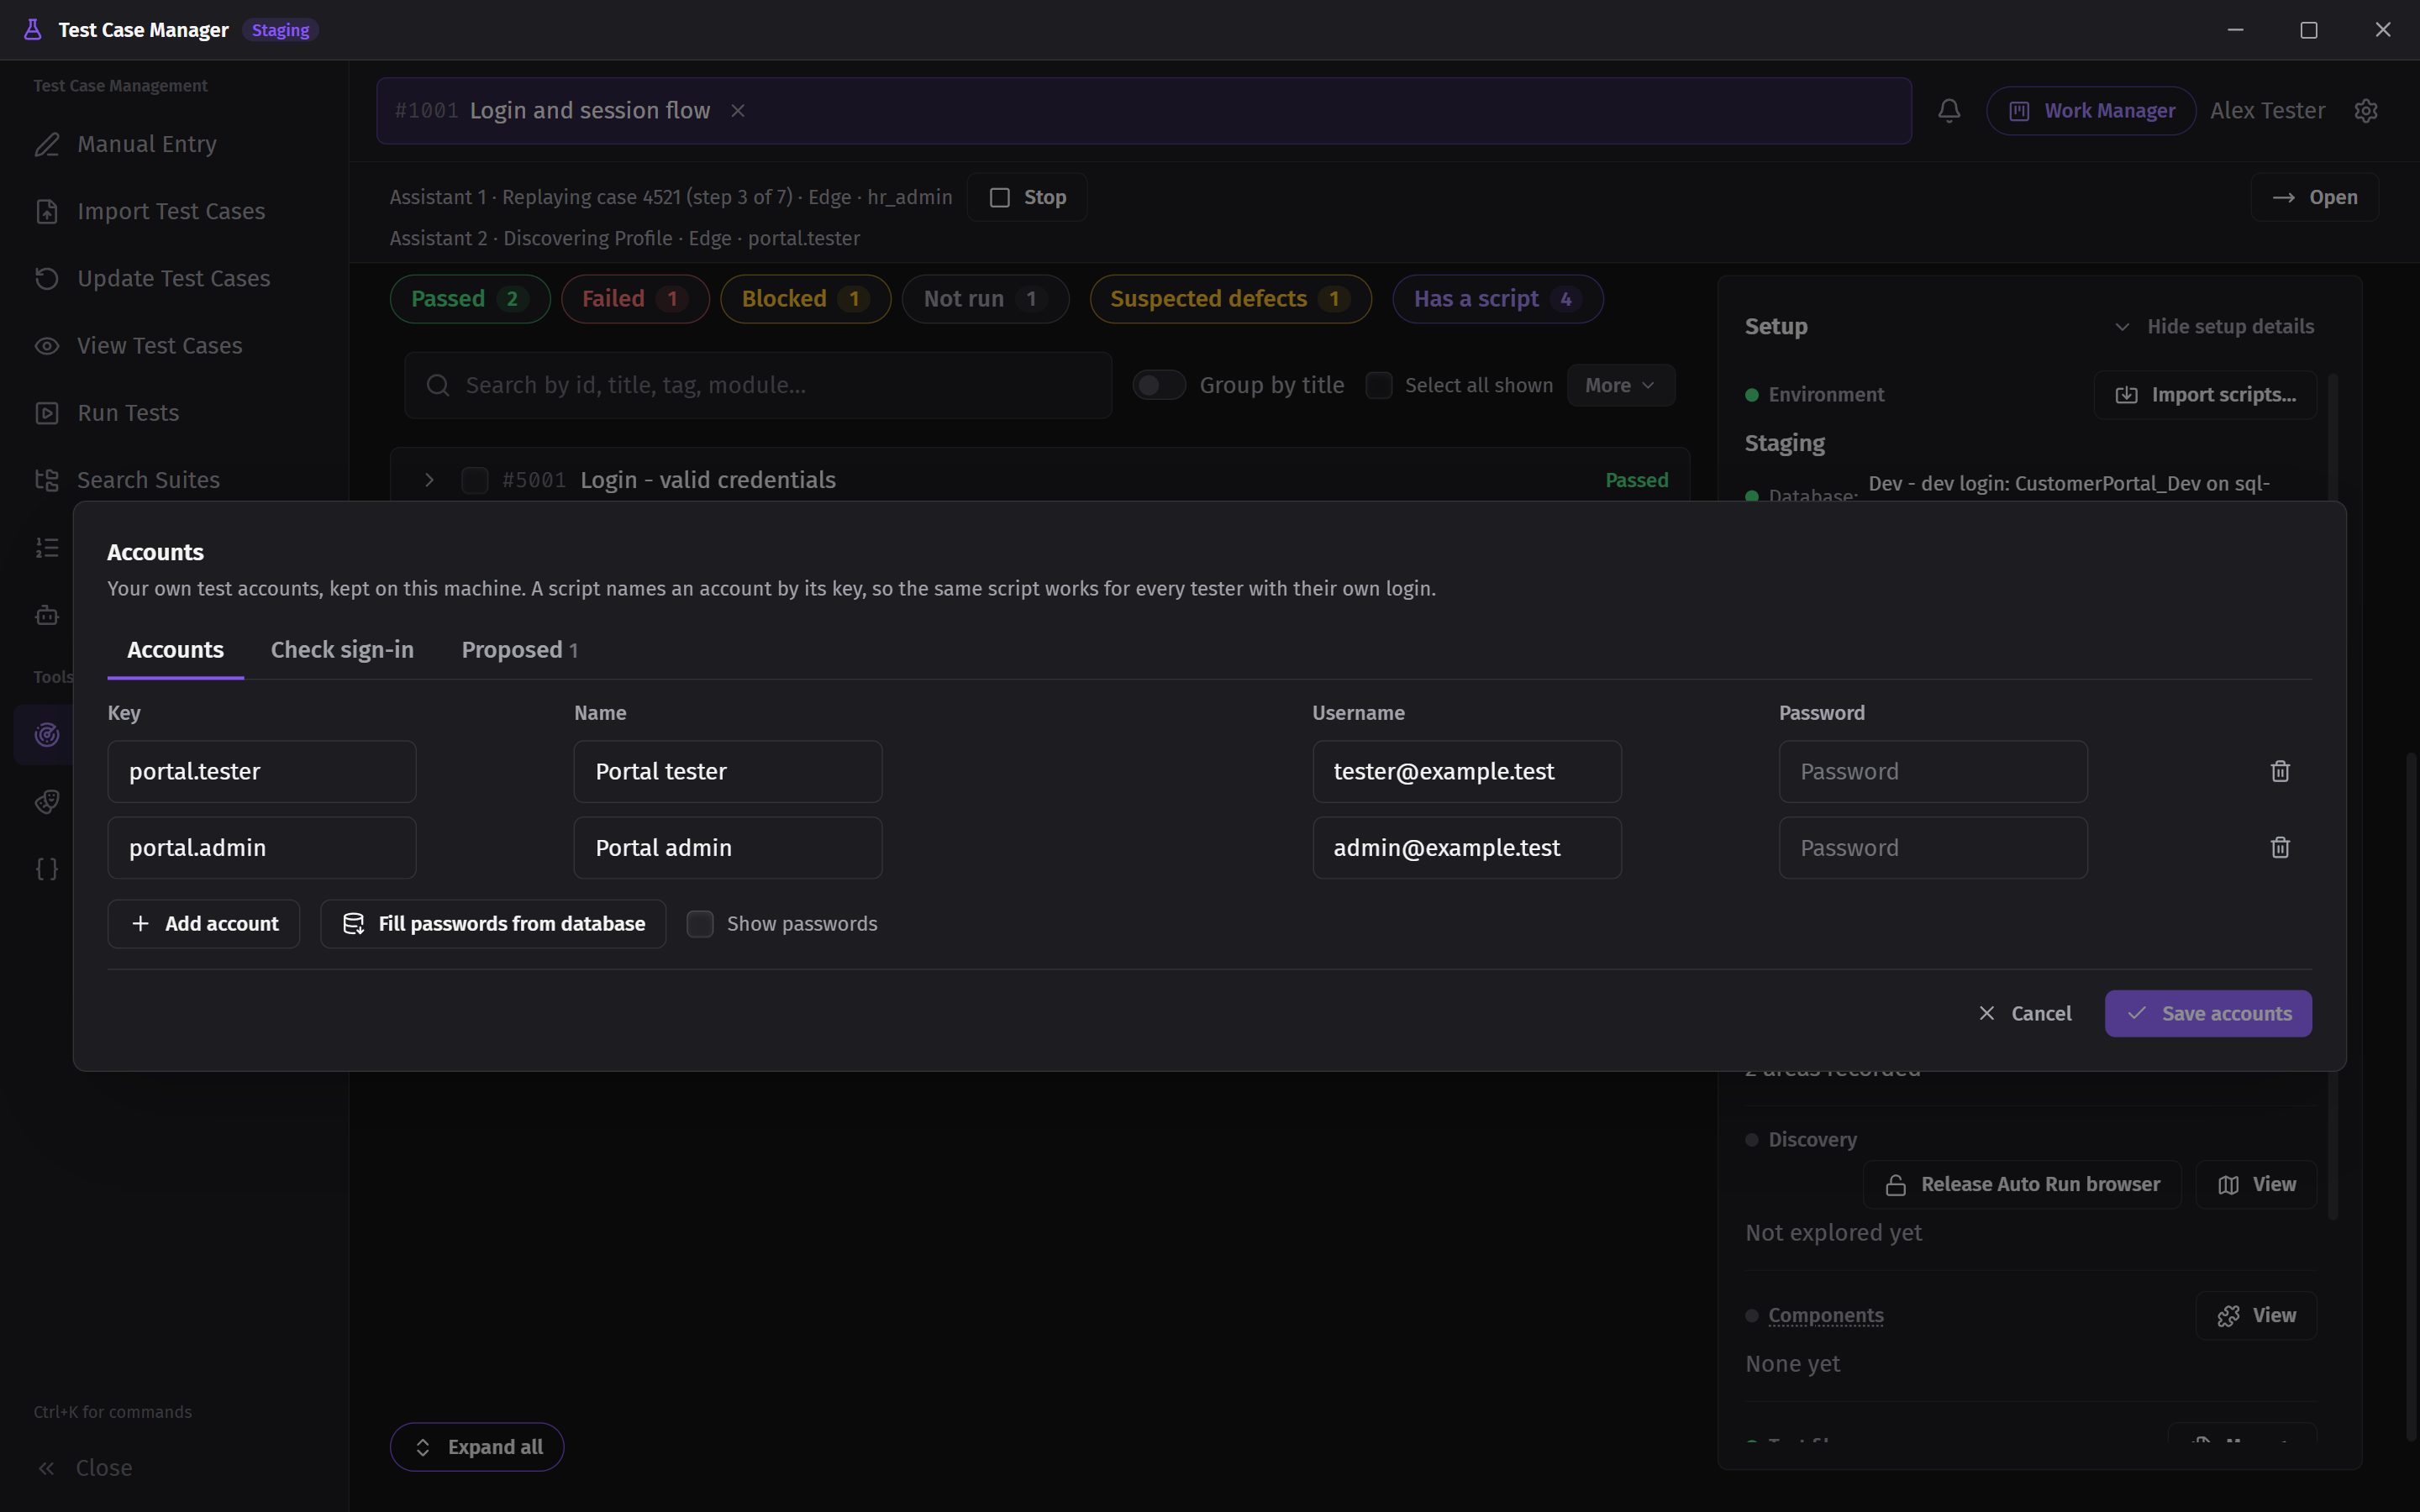 Test Case Manager Staging
Test Case Management
Manual Entry
Import Test Cases
Update Test Cases
View Test Cases
Run Tests
Search Suites
Tools
Ctrl+K for commands
Close
#1001 Login and session flow
Work Manager
Alex Tester
Assistant 1 · Replaying case 4521 (step 3 of 7) · Edge · hr_admin
Stop
Open
Assistant 2 · Discovering Profile · Edge · portal.tester
Passed 2
Failed 1
Blocked 1
Not run 1
Suspected defects 1
Has a script 4
Search by id, title, tag, module...
Group by title
Select all shown
More
#5001 Login - valid credentials
Passed
Setup
Hide setup details
Environment
Import scripts...
Staging
Database: Dev - dev login: CustomerPortal_Dev on sql-
Accounts
Your own test accounts, kept on this machine. A script names an account by its key, so the same script works for every tester with their own login.
Accounts
Check sign-in
Proposed 1
Key
Name
Username
Password
portal.tester
Portal tester
tester@example.test
Password
portal.admin
Portal admin
admin@example.test
Password
Add account
Fill passwords from database
Show passwords
Cancel
Save accounts
2 areas recorded
Discovery
Release Auto Run browser
View
Not explored yet
Components
View
None yet
Expand all